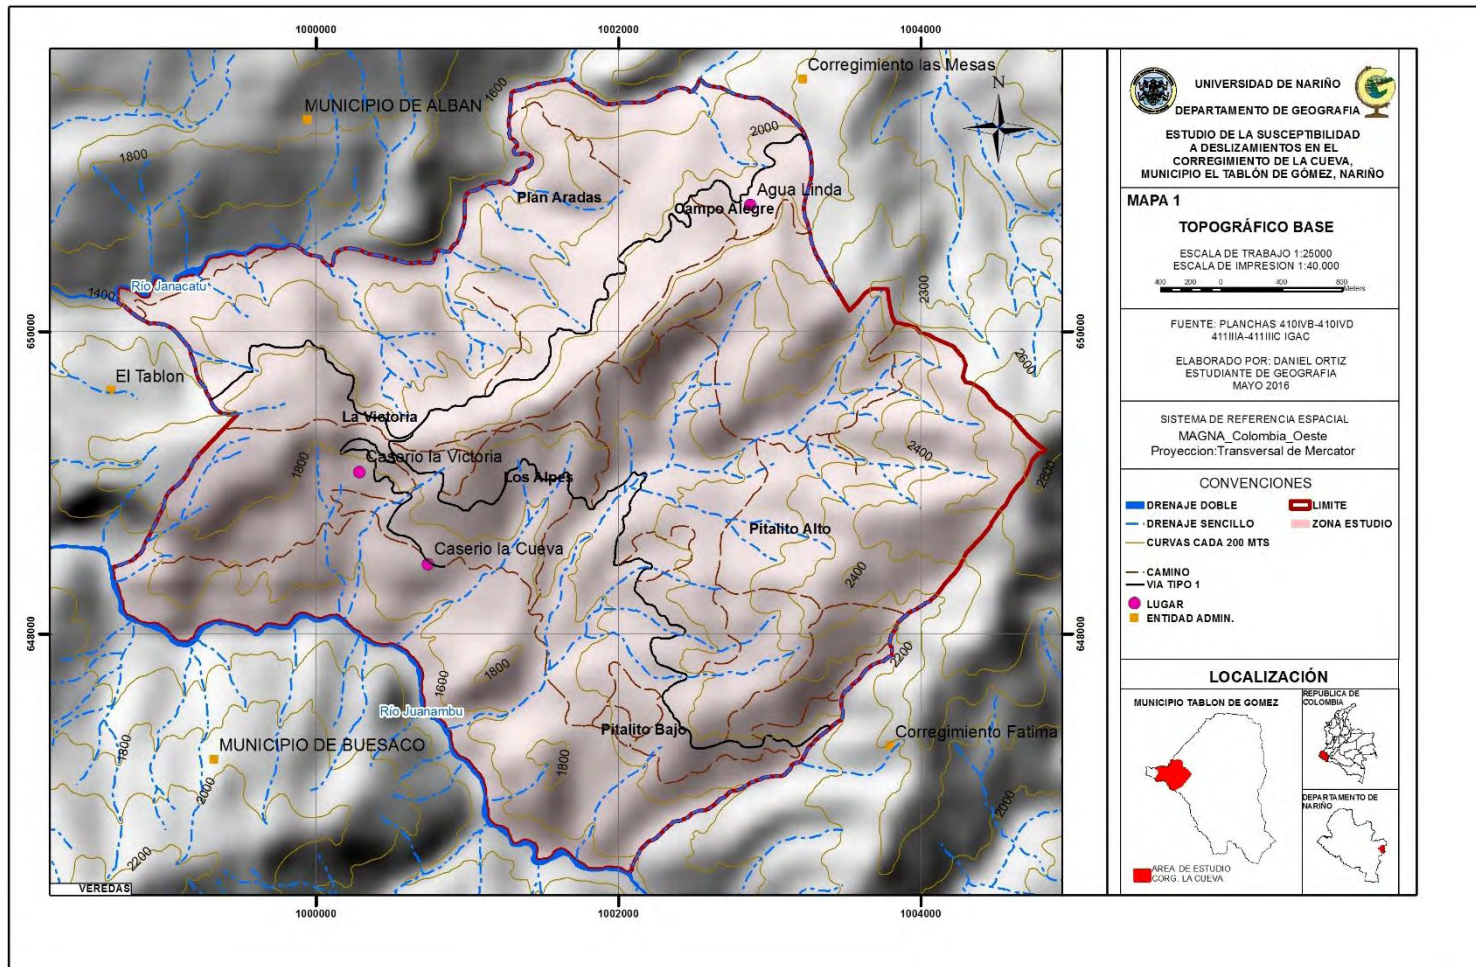 1000000
1002000
1004000
Corregimiento las Mesas
N
1600
MUNICIPIO DE ALBAN
2000
1800
Agua Linda
Plan Aradas
Campo Alegre
Río Janacatu
1400
2300
650000
650000
2600
El Tablon
La Victoria
1800
Caserio la Victoria
2400
2800
Los Alpes
Pitalito Alto
Caserio la Cueva
2400
648000
648000
2200
1800
1600
Río Juanambu
Pitalito Bajo
Corregimiento Fatima
MUNICIPIO DE BUESACO
1800
1800
2000
2000
2200
VEREDAS
1000000
1002000
1004000
UNIVERSIDAD DE NARIÑO
DEPARTAMENTO DE GEOGRAFIA
ESTUDIO DE LA SUSCEPTIBILIDAD
A DESLIZAMIENTOS EN EL
CORREGIMIENTO DE LA CUEVA,
MUNICIPIO EL TABLÓN DE GÓMEZ, NARIÑO
MAPA 1
TOPOGRÁFICO BASE
ESCALA DE TRABAJO 1:25000
ESCALA DE IMPRESION 1:40.000
400 200 0 400 800
Meters
FUENTE: PLANCHAS 410IVB-410IVD
411IIIA-411IIIC IGAC
ELABORADO POR: DANIEL ORTIZ
ESTUDIANTE DE GEOGRAFIA
MAYO 2016
SISTEMA DE REFERENCIA ESPACIAL
MAGNA_Colombia_Oeste
Proyeccion:Transversal de Mercator
CONVENCIONES
DRENAJE DOBLE
LIMITE
DRENAJE SENCILLO
ZONA ESTUDIO
CURVAS CADA 200 MTS
CAMINO
VIA TIPO 1
LUGAR
ENTIDAD ADMIN.
LOCALIZACIÓN
MUNICIPIO TABLON DE GOMEZ
REPUBLICA DE
COLOMBIA
DEPARTAMENTO DE
NARIÑO
AREA DE ESTUDIO
CORG. LA CUEVA